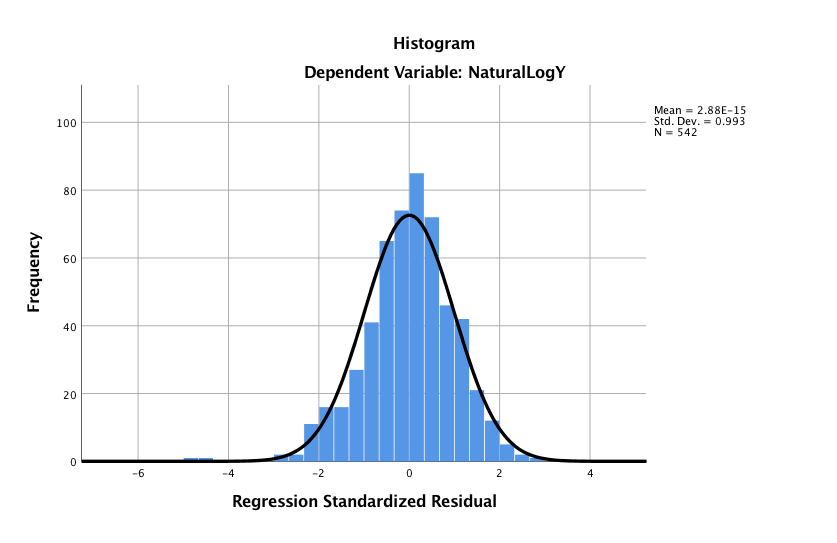 Histogram
Dependent Variable: NaturalLogY
Mean = 2.88E-15
Std. Dev. = 0.993
N = 542
Frequency
100
80
60
40
20
0
-6 -4 -2 0 2 4
Regression Standardized Residual